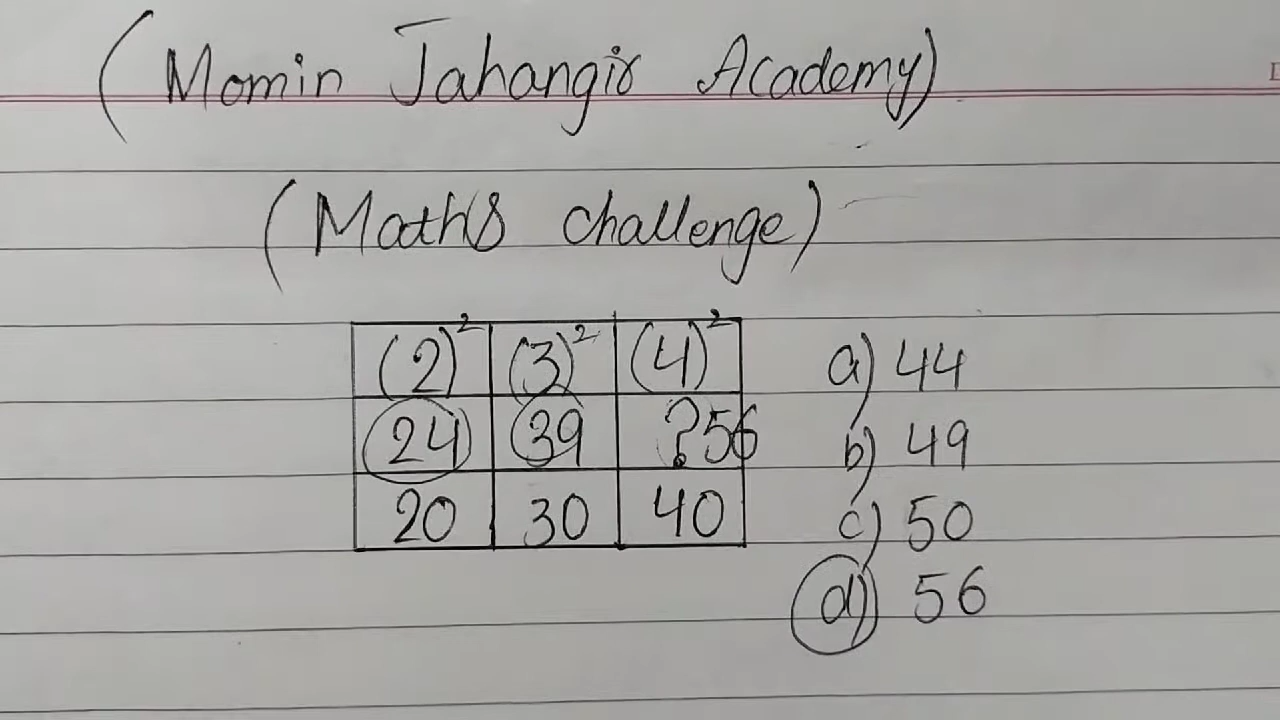 (Momin Jahangir Academy)
(Maths challenge)
(2)² (3)² (4)² a) 44
24 39 ?56 b) 49
20 30 40 c) 50
d) 56